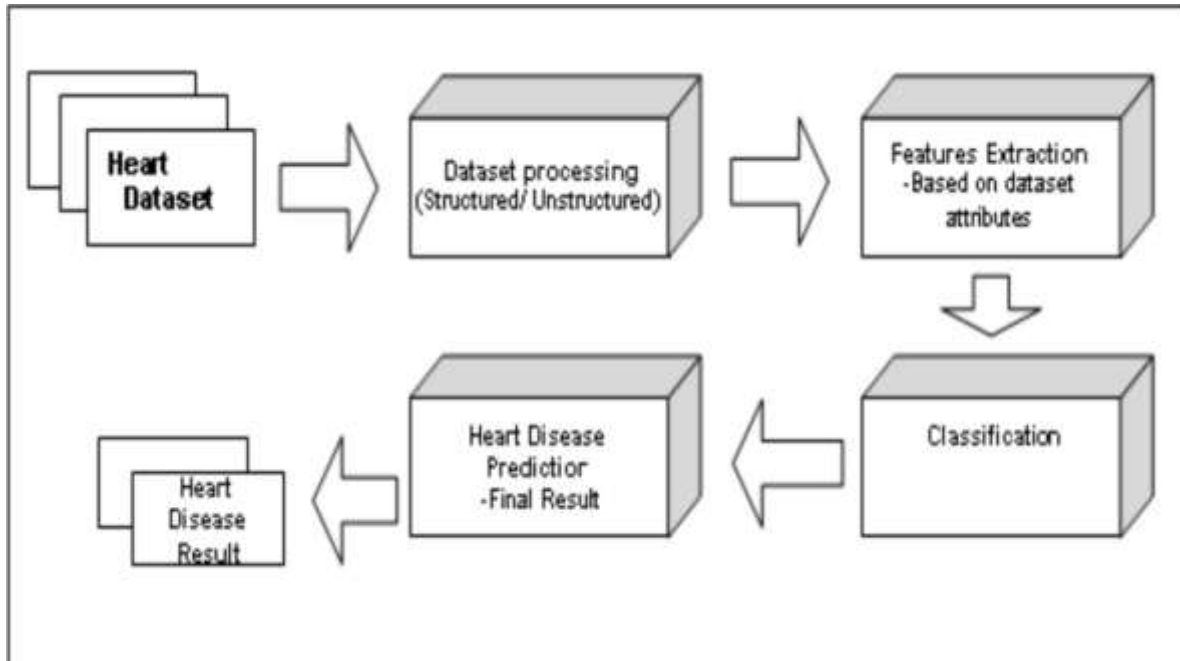 Heart
Dataset
Dataset processing
(Structured/ Unstructured)
Features Extraction
-Based on dataset
attributes
Classification
Heart Disease
Prediction
-Final Result
Heart
Disease
Result